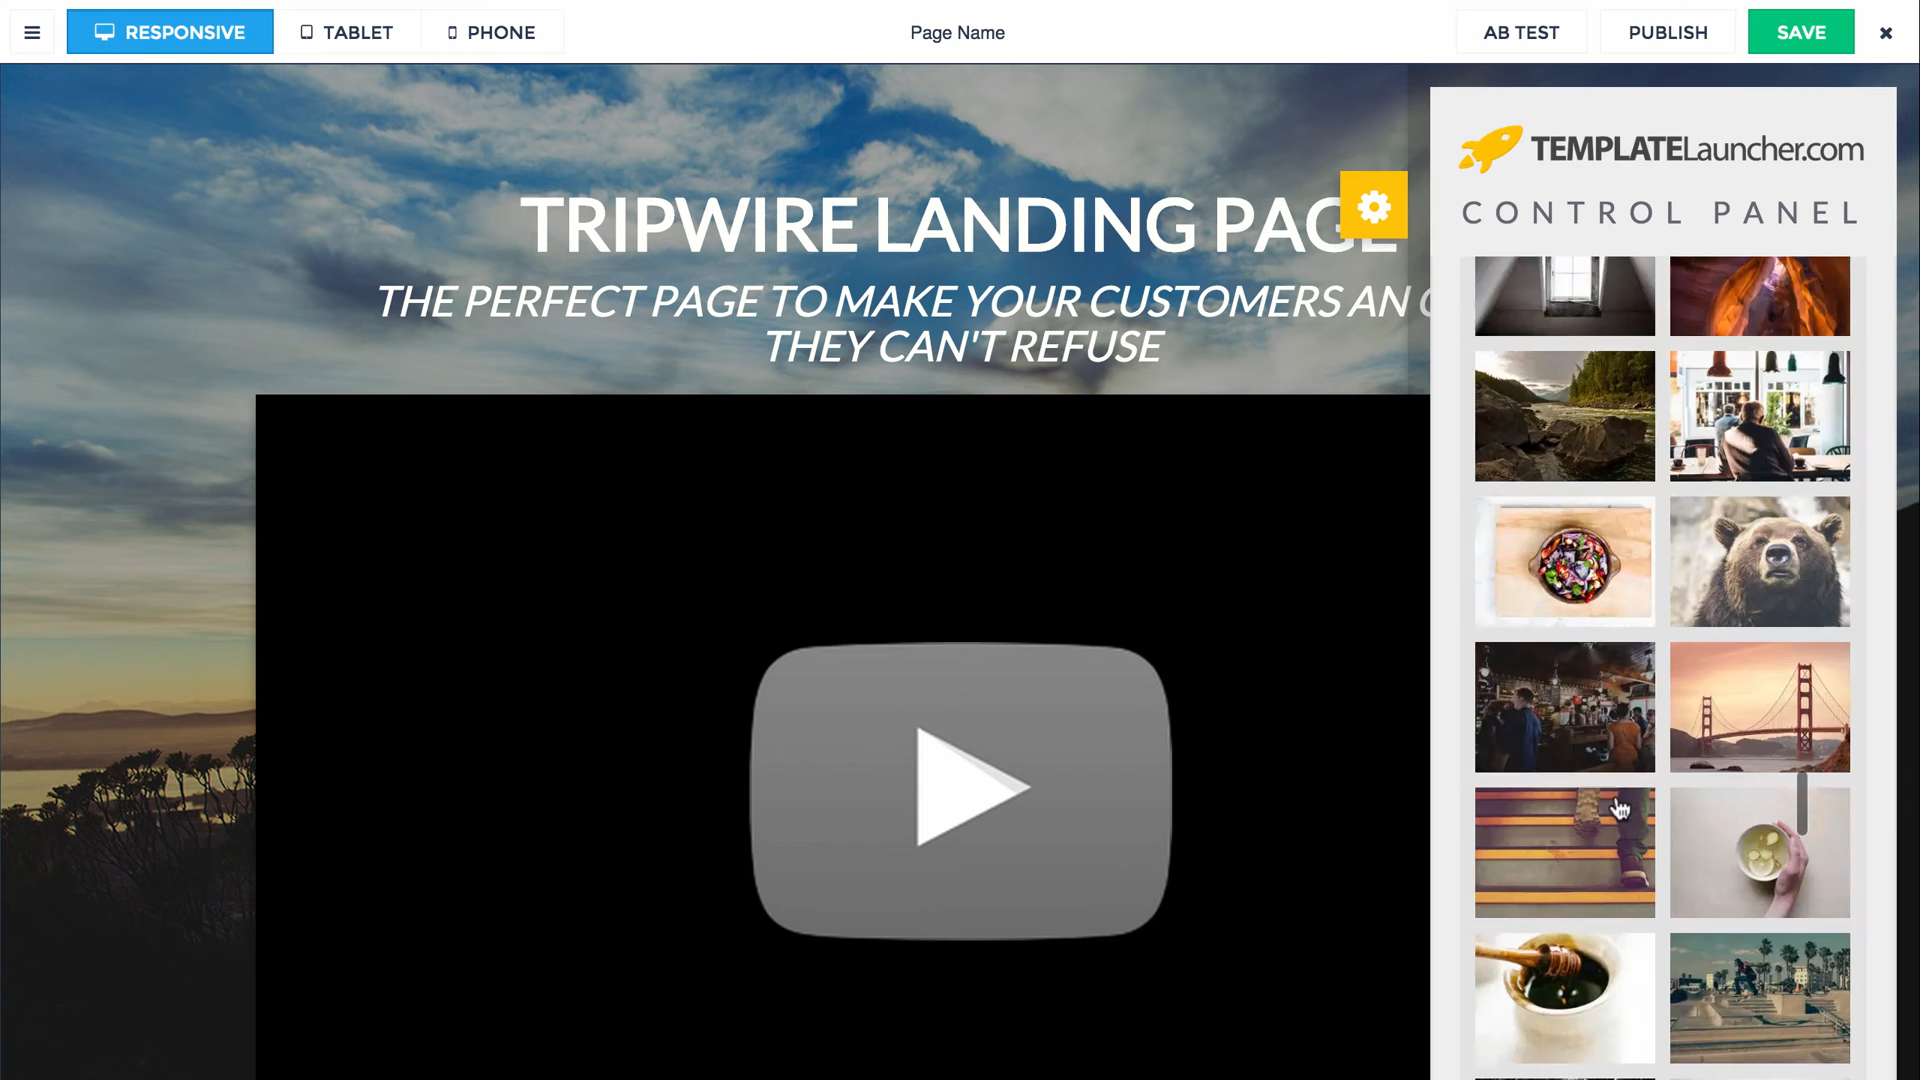 RESPONSIVE
TABLET
PHONE
Page Name
AB TEST
PUBLISH
SAVE
TEMPLATELauncher.com
CONTROL PANEL
TRIPWIRE LANDING PAGE
THE PERFECT PAGE TO MAKE YOUR CUSTOMERS AN
THEY CAN'T REFUSE